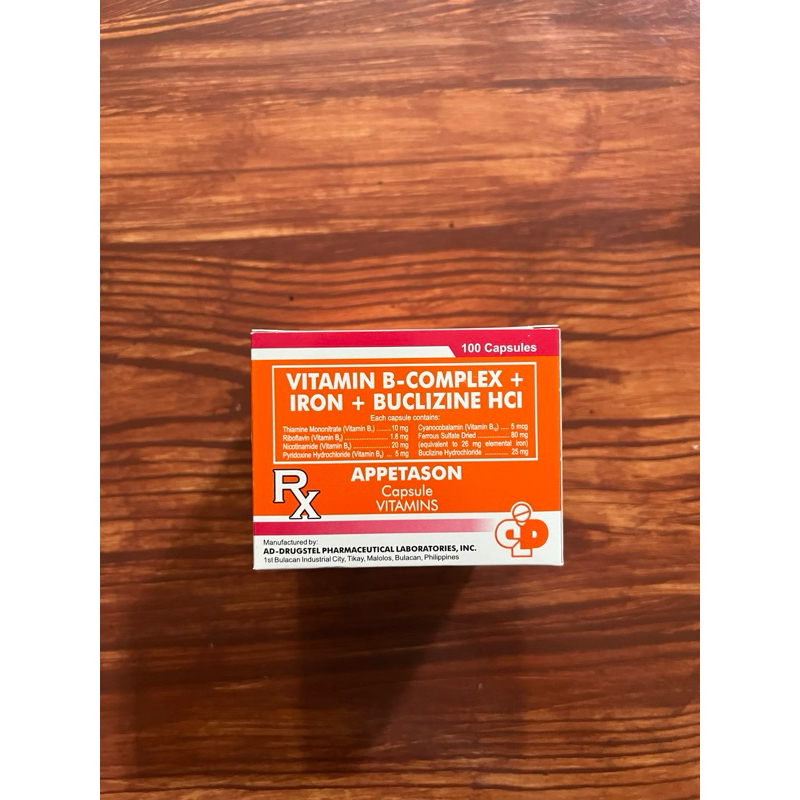 100 Capsules
VITAMIN B-COMPLEX +
IRON + BUCLIZINE HCl
Each capsule contains:
Thiamine Mononitrate (Vitamin B₁) ........10 mg
Riboflavin (Vitamin B₂) ........................ 1.8 mg
Nicotinamide (Vitamin B₃) ................... 20 mg
Pyridoxine Hydrochloride (Vitamin B₆) ... 5 mg
Cyanocobalamin (Vitamin B₁₂) ..... 5 mcg
Ferrous Sulfate Dried ............... 80 mg
(equivalent to 26 mg elemental iron)
Buclizine Hydrochloride ............ 25 mg
Rx
APPETASON
Capsule
VITAMINS
Manufactured by:
AD-DRUGSTEL PHARMACEUTICAL LABORATORIES, INC.
1st Bulacan Industrial City, Tikay, Malolos, Bulacan, Philippines